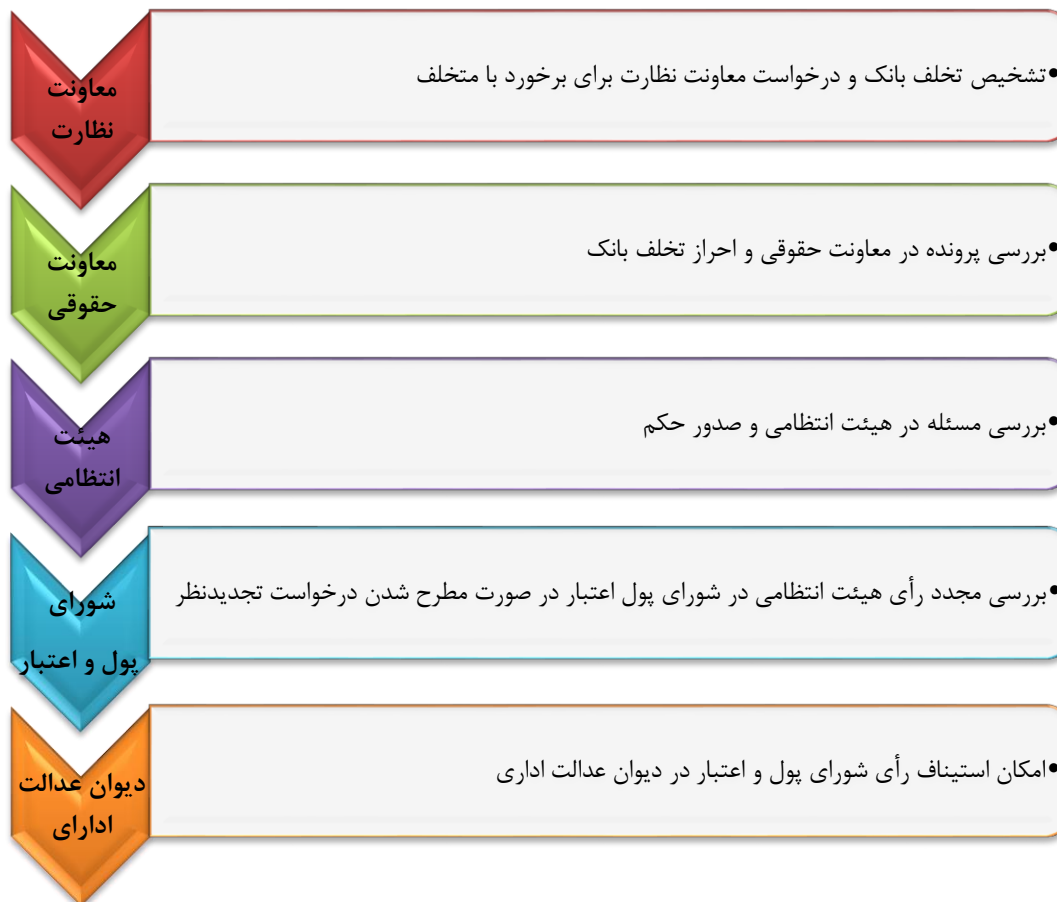 معاونت
نظارت
•تشخیص تخلف بانک و درخواست معاونت نظارت برای برخورد با متخلف
معاونت
حقوقی
•بررسی پرونده در معاونت حقوقی و احراز تخلف بانک
هیئت
انتظامی
•بررسی مسئله در هیئت انتظامی و صدور حکم
شورای
پول و اعتبار
•بررسی مجدد رأی هیئت انتظامی در شورای پول اعتبار در صورت مطرح شدن درخواست تجدیدنظر
دیوان عدالت
ادارای
•امکان استیناف رأی شورای پول و اعتبار در دیوان عدالت اداری